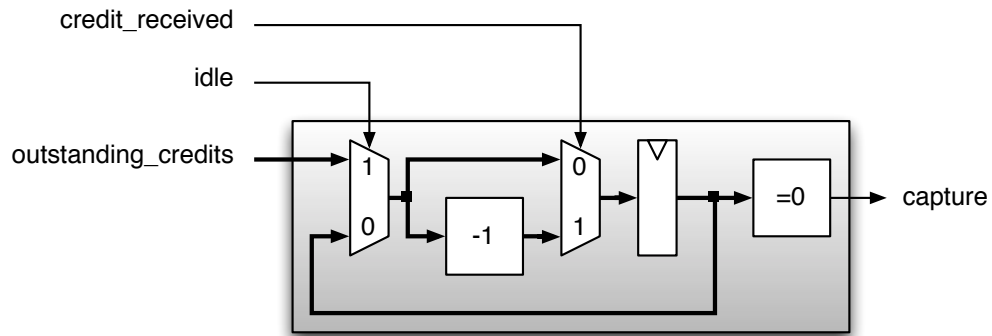 credit_received
idle
outstanding_credits
1
0
-1
0
1
=0
capture